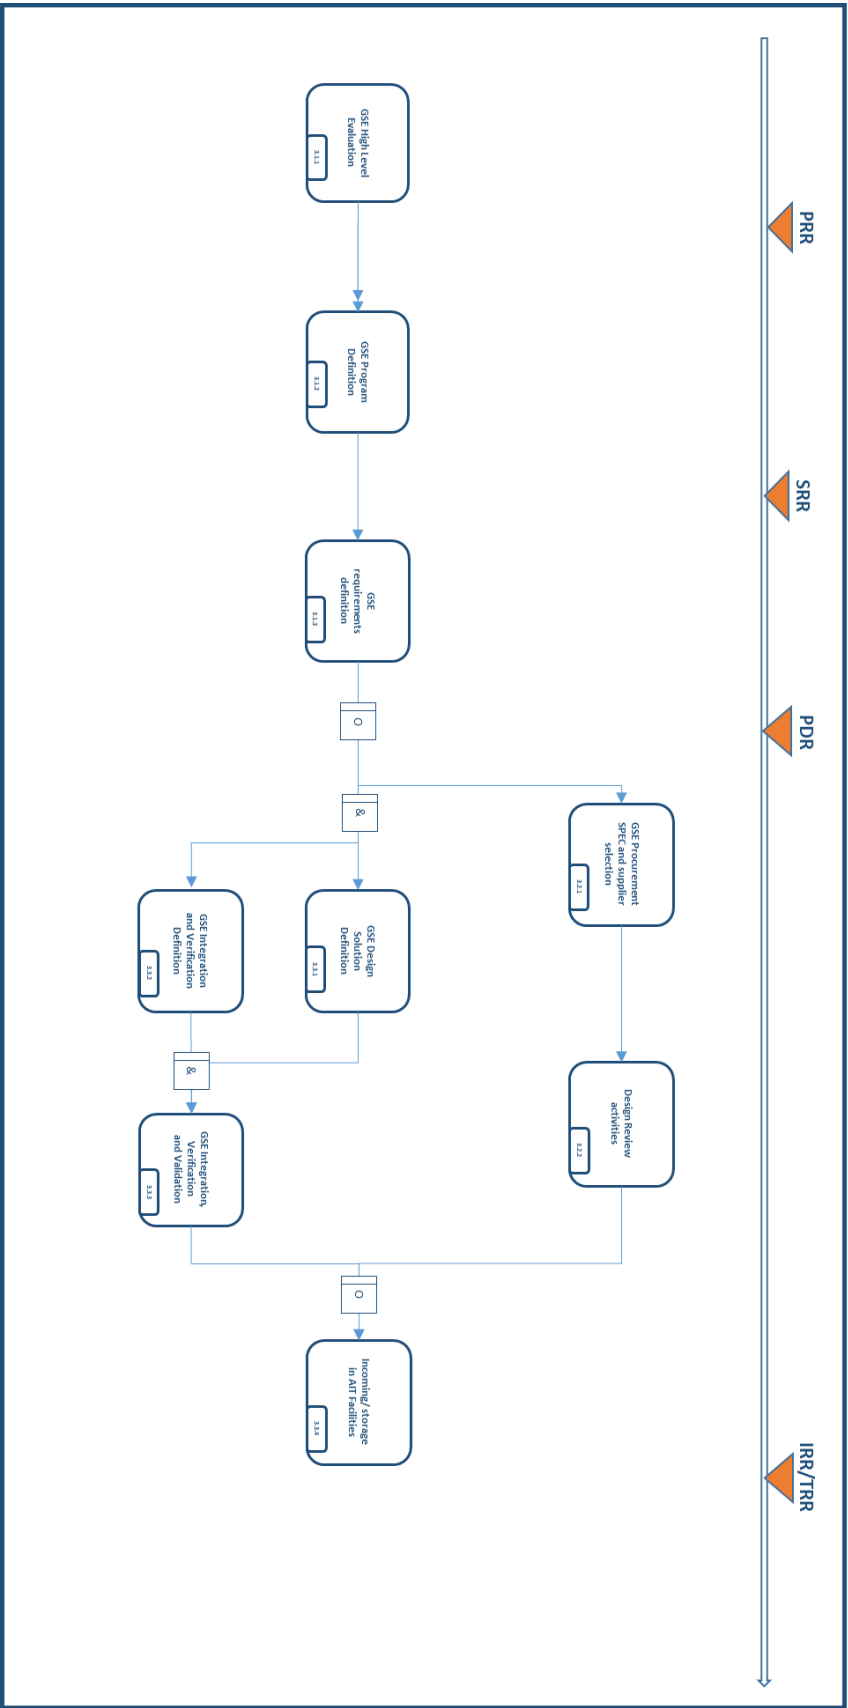 PRR
SRR
PDR
IRR/TRR
GSE Procurement
SPEC and supplier
selection
3.2.1
Design Review
activities
3.2.2
GSE High Level
Evaluation
3.1.1
GSE Program
Definition
3.1.2
GSE
requirements
definition
3.1.3
O
&
GSE Design
Solution
Definition
3.3.1
O
Incoming/ storage
in AIT Facilities
3.3.4
GSE Integration
and Verification
Definition
3.3.2
&
GSE Integration,
Verification
and Validation
3.3.3